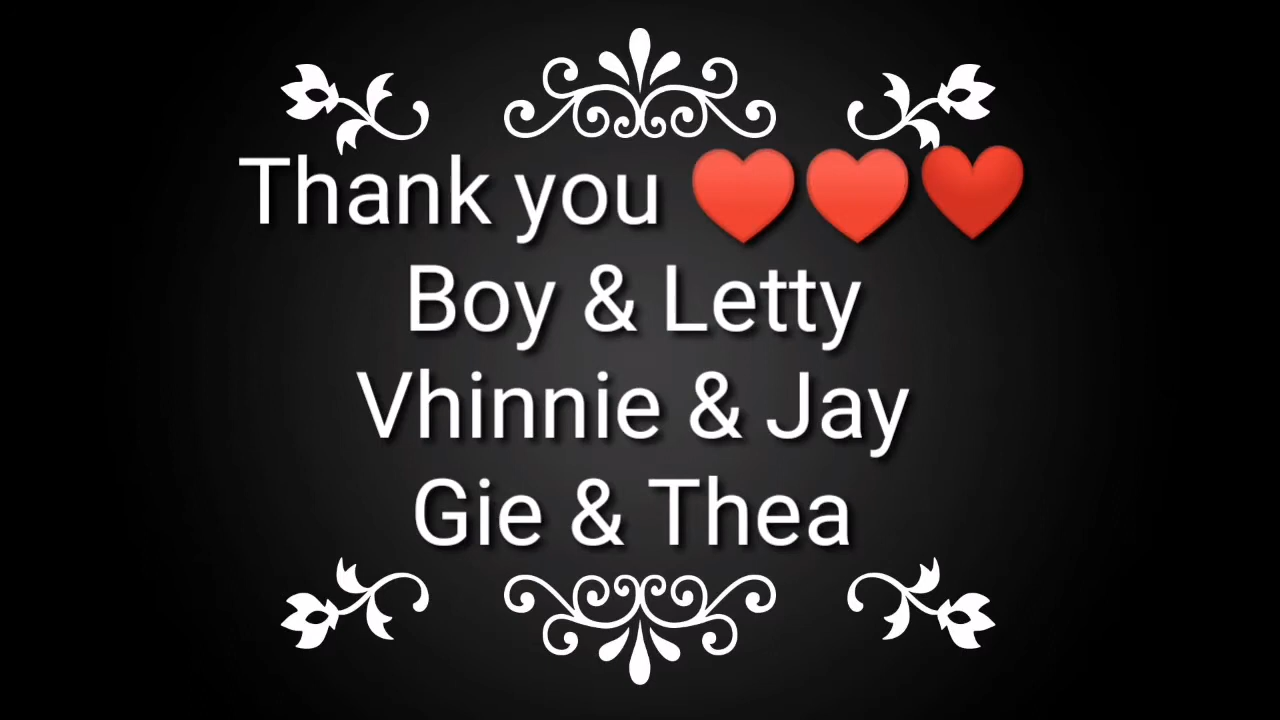 Thank you ♥️♥️❤️
Boy & Letty
Vhinnie & Jay
Gie & Thea